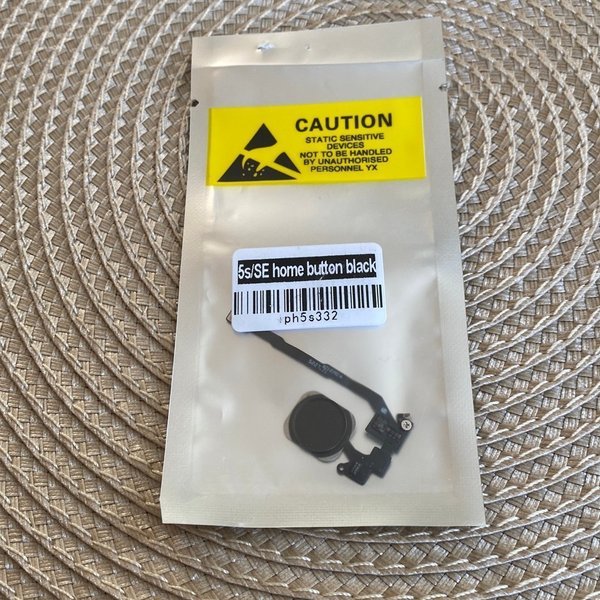 CAUTION
STATIC SENSITIVE
DEVICES
NOT TO BE HANDLED
BY UNAUTHORISED
PERSONNEL YX
5s/SE home button black
ph5s332